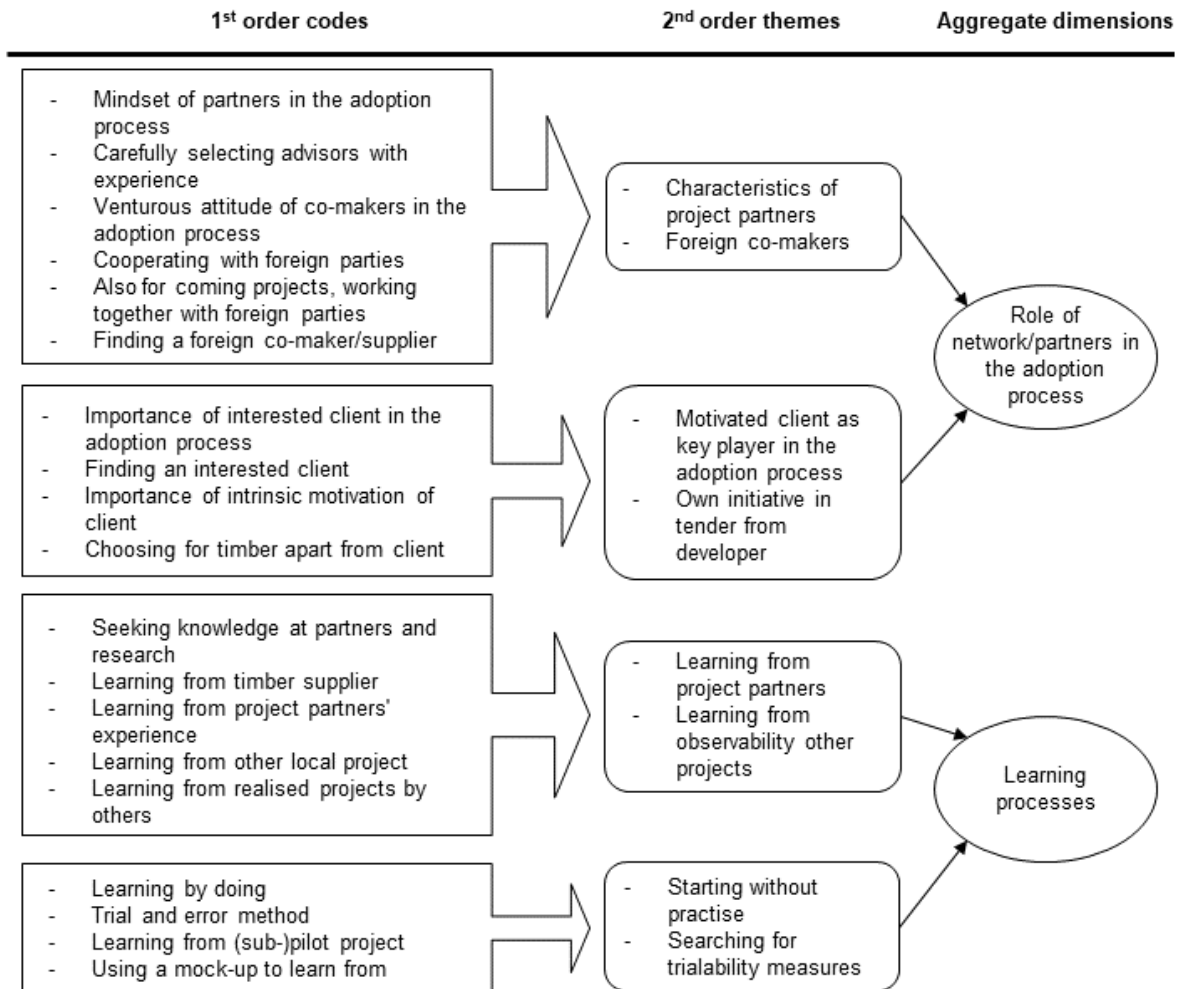 1st order codes
2nd order themes
Aggregate dimensions
- Mindset of partners in the adoption
process
- Carefully selecting advisors with
experience
- Venturous attitude of co-makers in the
adoption process
- Cooperating with foreign parties
- Also for coming projects, working
together with foreign parties
- Finding a foreign co-maker/supplier
- Characteristics of
project partners
- Foreign co-makers
- Importance of interested client in the
adoption process
- Finding an interested client
- Importance of intrinsic motivation of
client
- Choosing for timber apart from client
- Motivated client as
key player in the
adoption process
- Own initiative in
tender from
developer
Role of
network/partners in
the adoption
process
- Seeking knowledge at partners and
research
- Learning from timber supplier
- Learning from project partners'
experience
- Learning from other local project
- Learning from realised projects by
others
- Learning from
project partners
- Learning from
observability other
projects
- Learning by doing
- Trial and error method
- Learning from (sub-)pilot project
- Using a mock-up to learn from
- Starting without
practise
- Searching for
trialability measures
Learning
processes